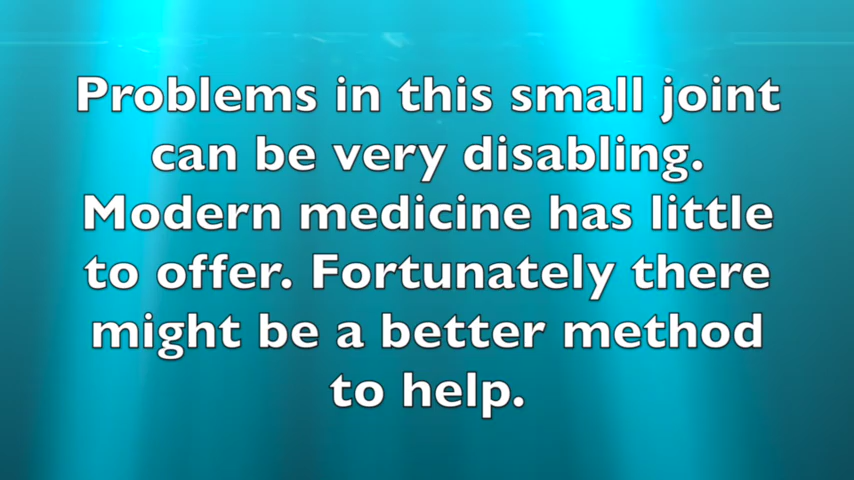 Problems in this small joint
can be very disabling.
Modern medicine has little
to offer. Fortunately there
might be a better method
to help.